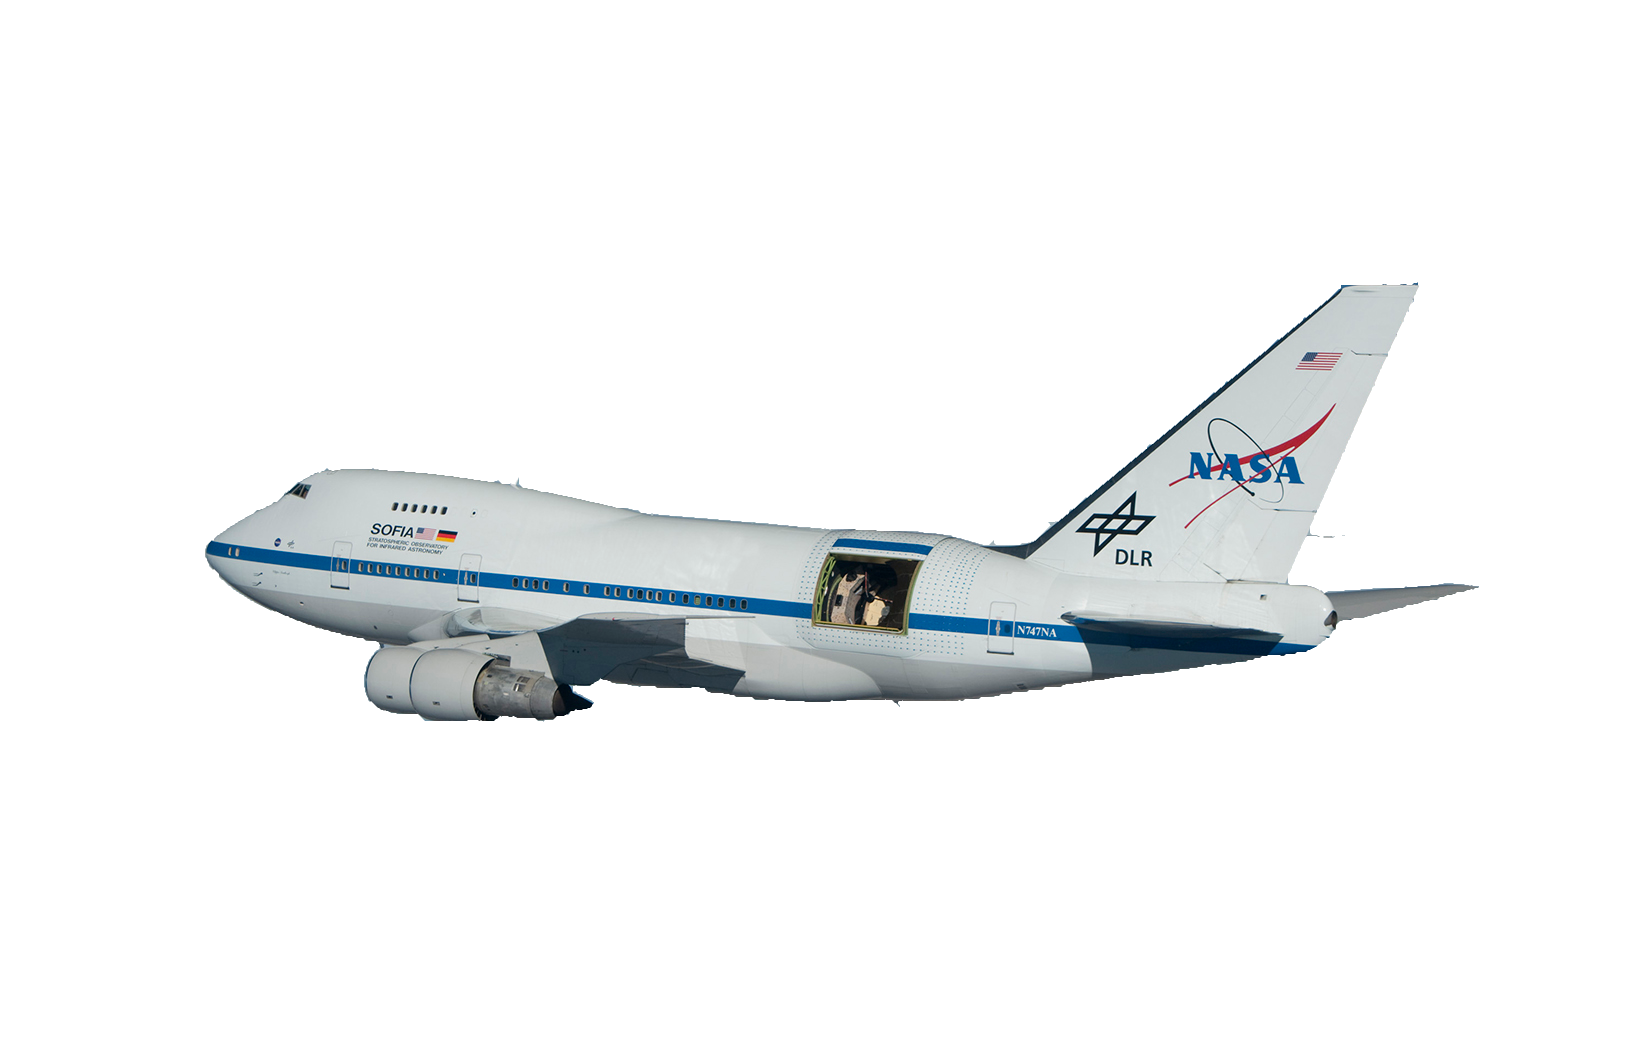 NASA
DLR
SOFIA
STRATOSPHERIC OBSERVATORY
FOR INFRARED ASTRONOMY
N747NA